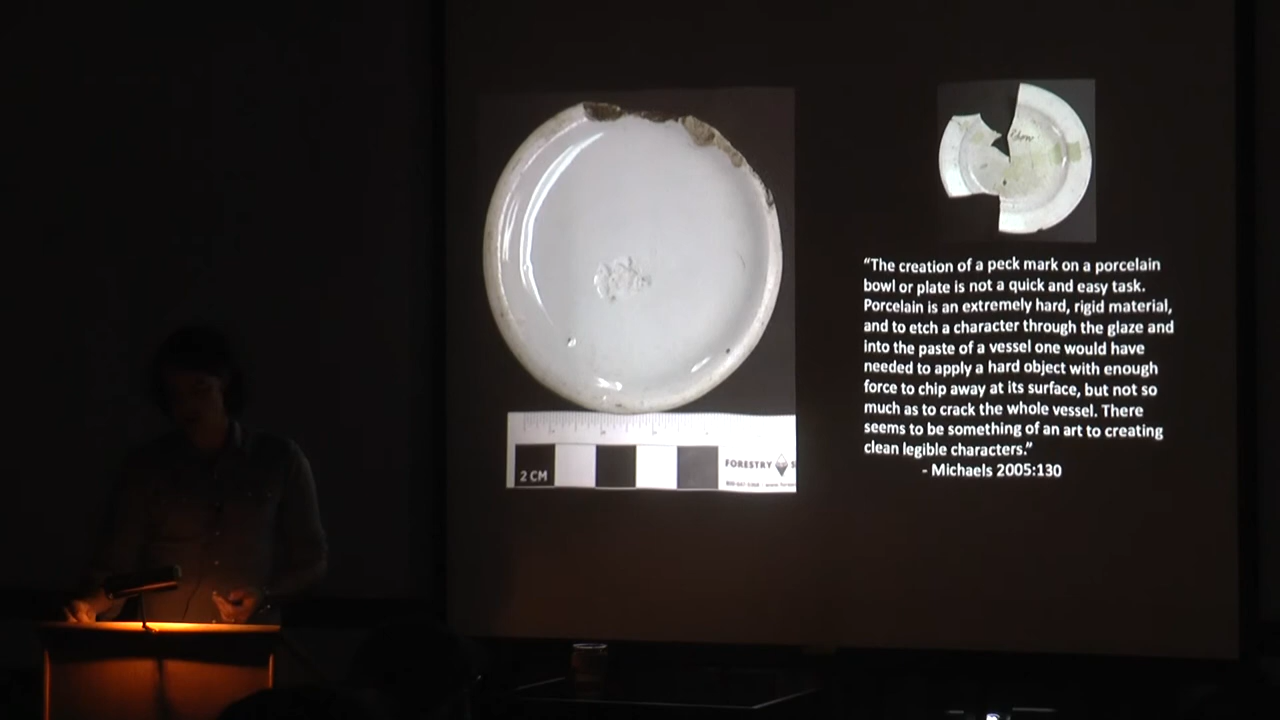 "The creation of a peck mark on a porcelain
bowl or plate is not a quick and easy task.
Porcelain is an extremely hard, rigid material,
and to etch a character through the glaze and
into the paste of a vessel one would have
needed to apply a hard object with enough
force to chip away at its surface, but not so
much as to crack the whole vessel. There
seems to be something of an art to creating
clean legible characters."
- Michaels 2005:130
2 CM
FORESTRY S